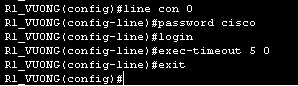 R1_VUONG(config)#line con 0
R1_VUONG(config-line)#password cisco
R1_VUONG(config-line)#login
R1_VUONG(config-line)#exec-timeout 5 0
R1_VUONG(config-line)#exit
R1_VUONG(config)#